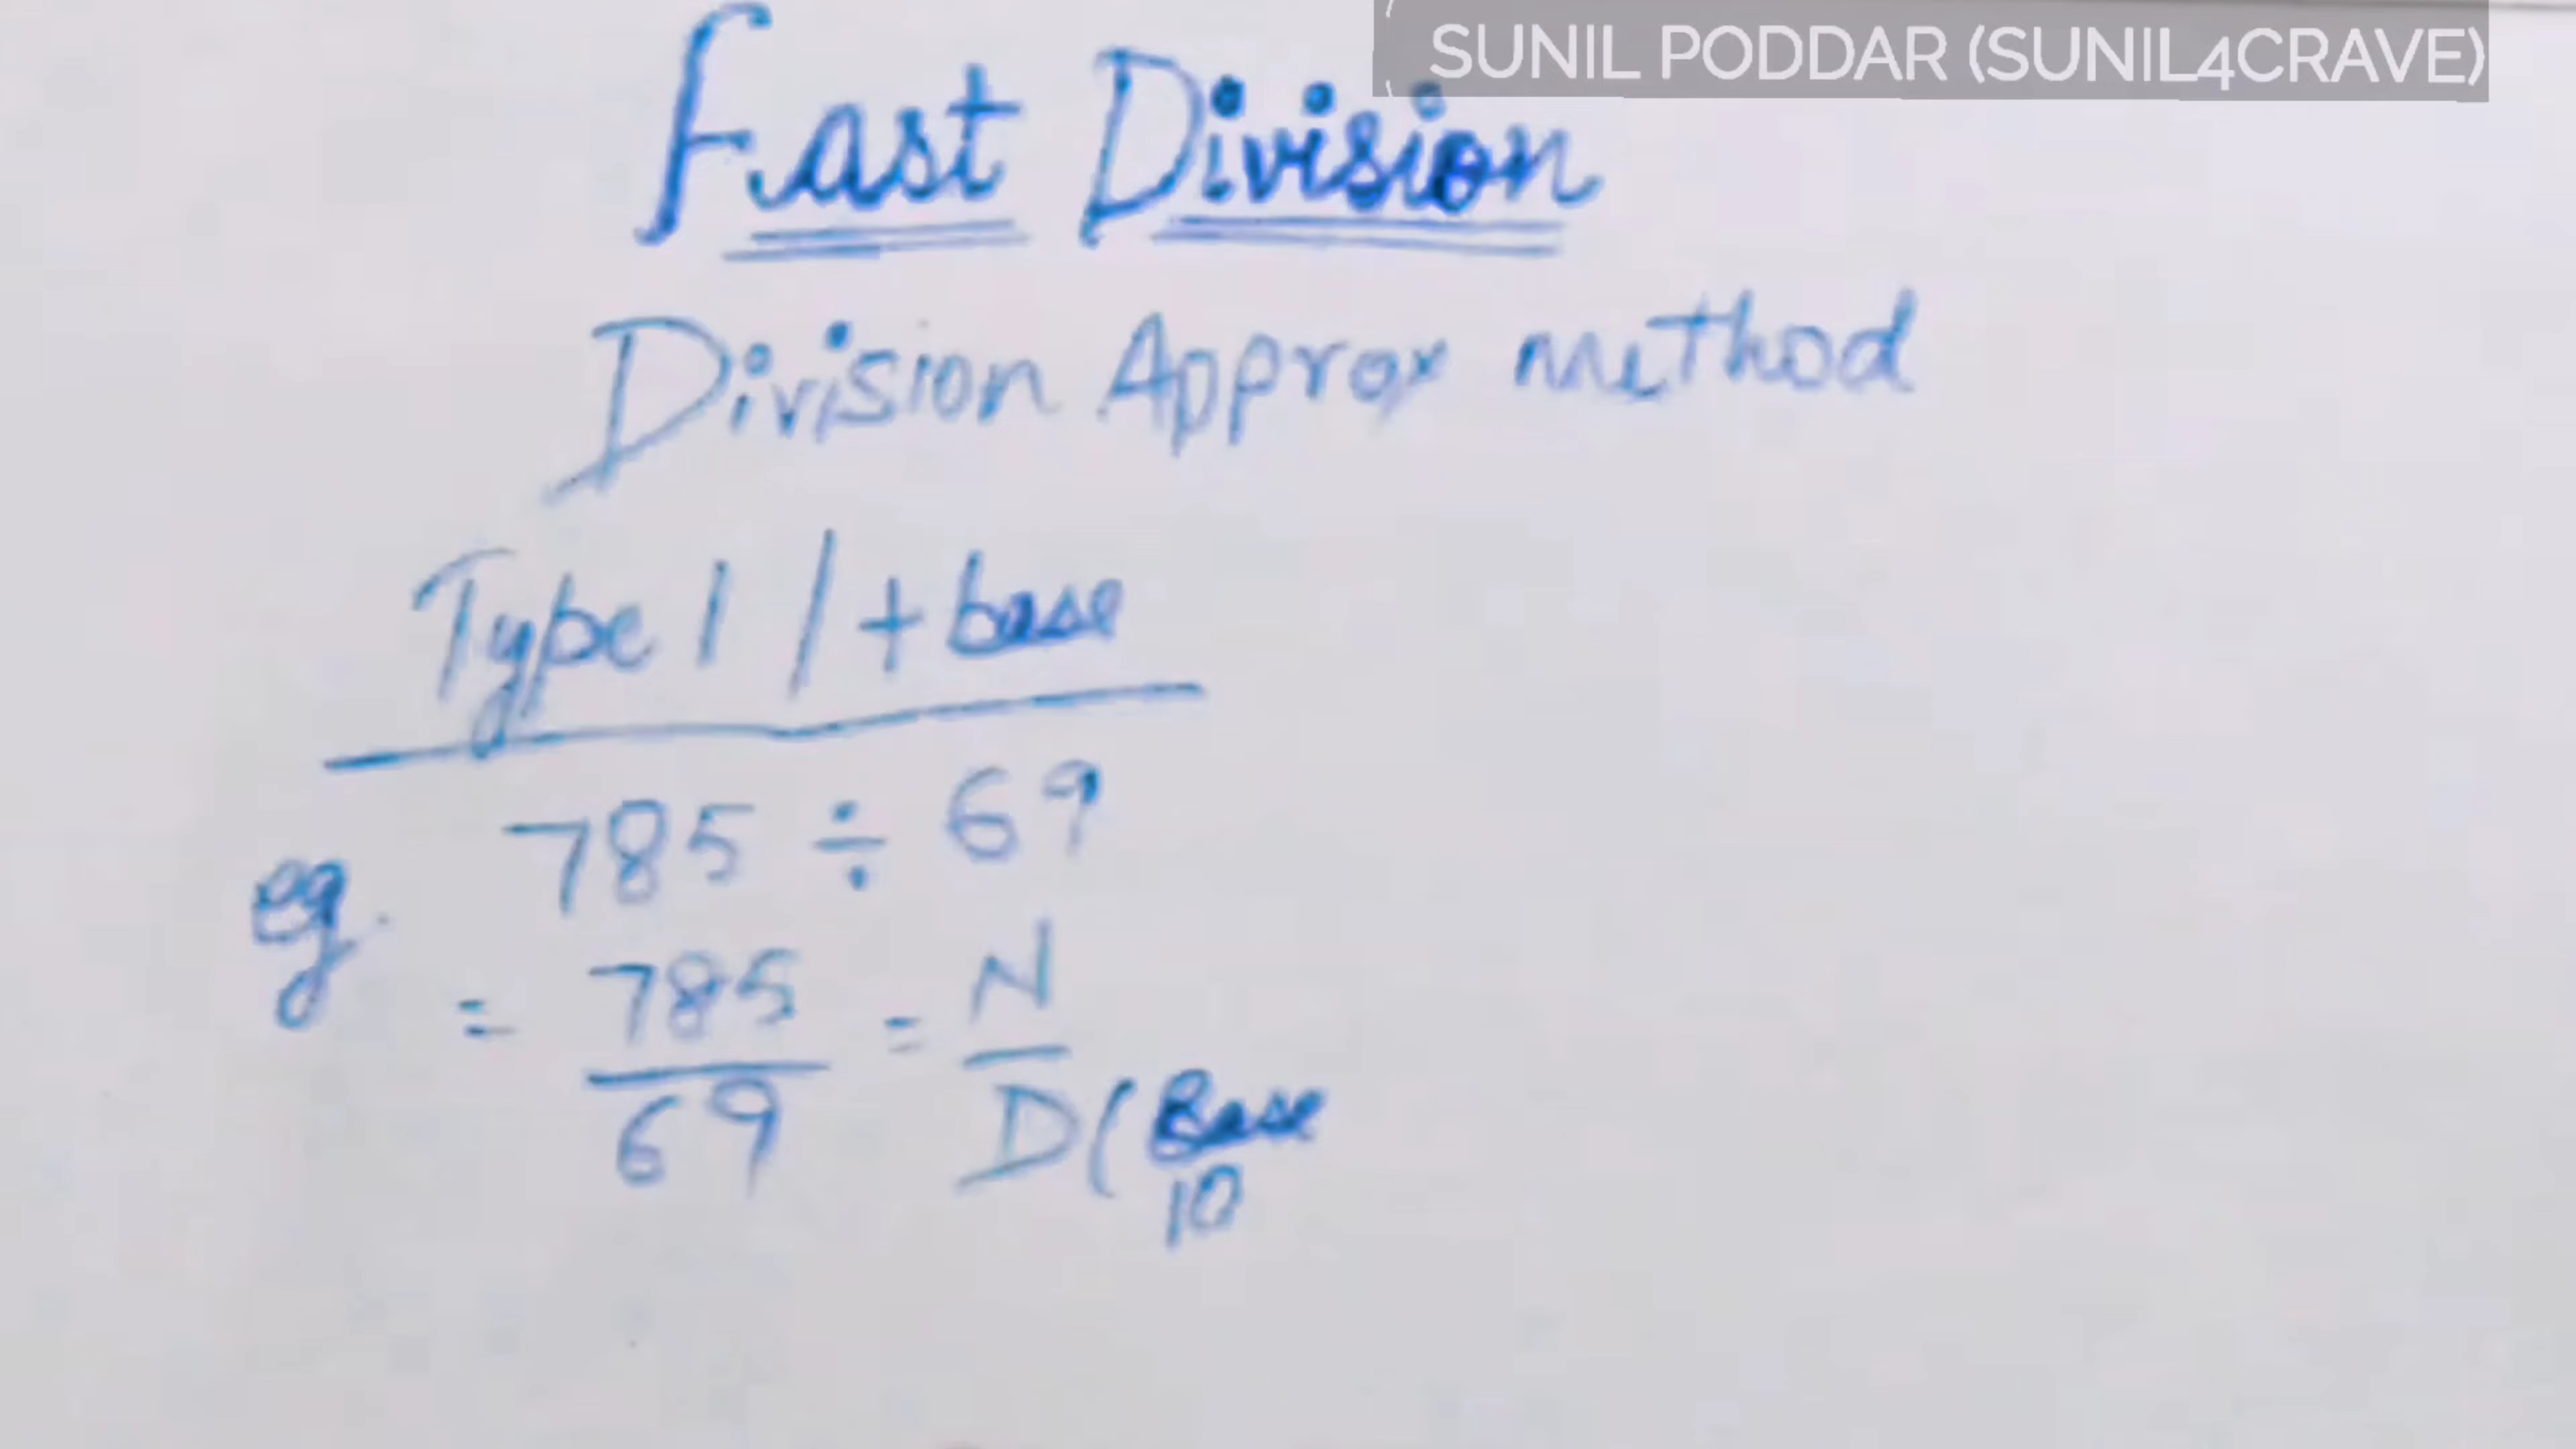 SUNIL PODDAR (SUNIL4CRAVE)
Fast Division
Division Approx method
Type 1 / + base
785 ÷ 69
eg.
= 785/69 = N/D (Base
10